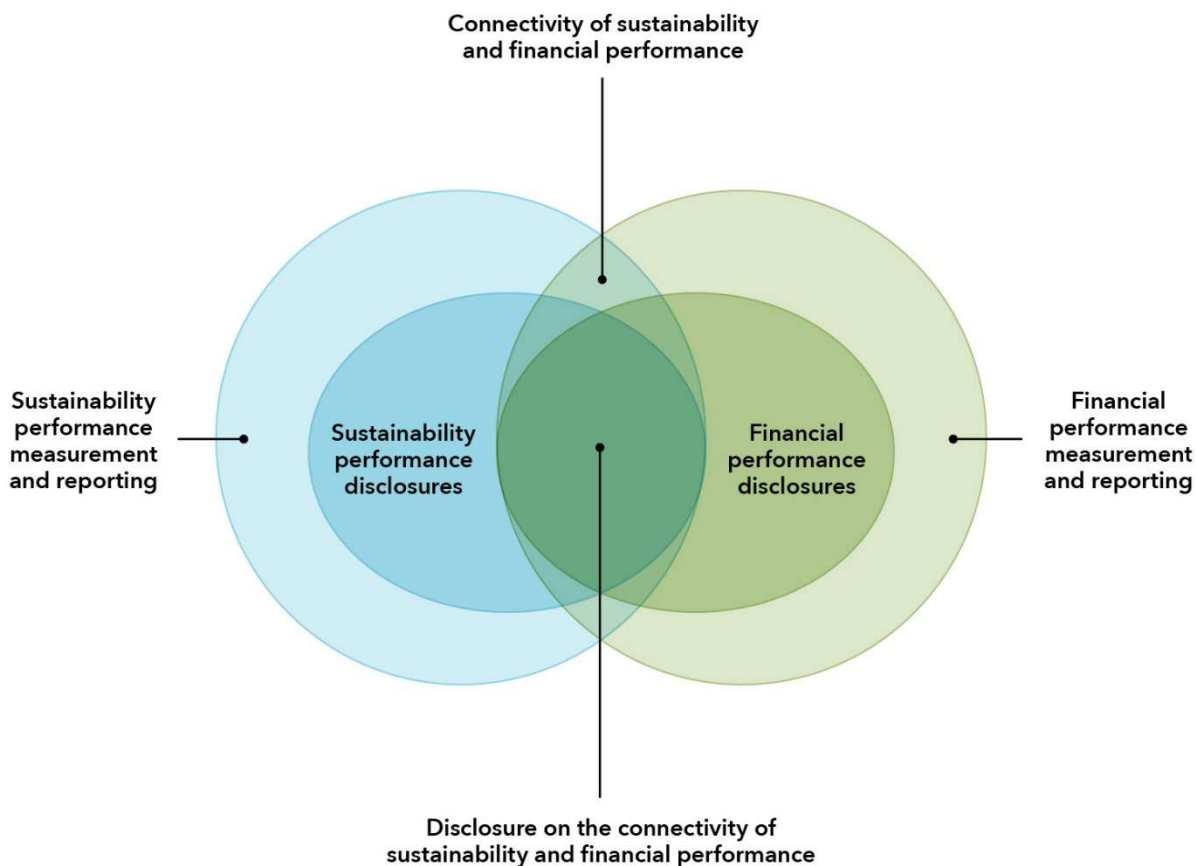 Connectivity of sustainability
and financial performance
Sustainability
performance
measurement
and reporting
Sustainability
performance
disclosures
Financial
performance
disclosures
Financial
performance
measurement
and reporting
Disclosure on the connectivity of
sustainability and financial performance